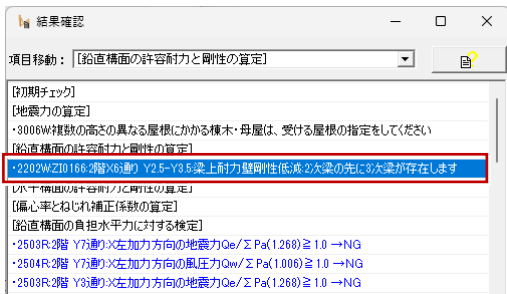 結果確認
項目移動： [鉛直構面の許容耐力と剛性の算定]
[初期チェック]
[地震力の算定]
・3006W:複数の高さの異なる屋根にかかる棟木・母屋は、受ける屋根の指定をしてください
[鉛直構面の許容耐力と剛性の算定]
・2202W:ZI0166:2階X6通り Y2.5-Y3.5:梁上耐力壁剛性低減:2次梁の先に3次梁が存在します
[水平構面の許容耐力と剛性の算定]
[偏心率とねじれ補正係数の算定]
[鉛直構面の負担水平力に対する検定]
・2503R:2階 Y7通り:X左加力方向の地震力Qe/ΣPa(1.268)≧1.0 →NG
・2504R:2階 Y7通り:X左加力方向の風圧力Qw/ΣPa(1.006)≧1.0 →NG
・2503R:2階 Y3通り:X左加力方向の地震力Qe/ΣPa(1.268)≧1.0 →NG